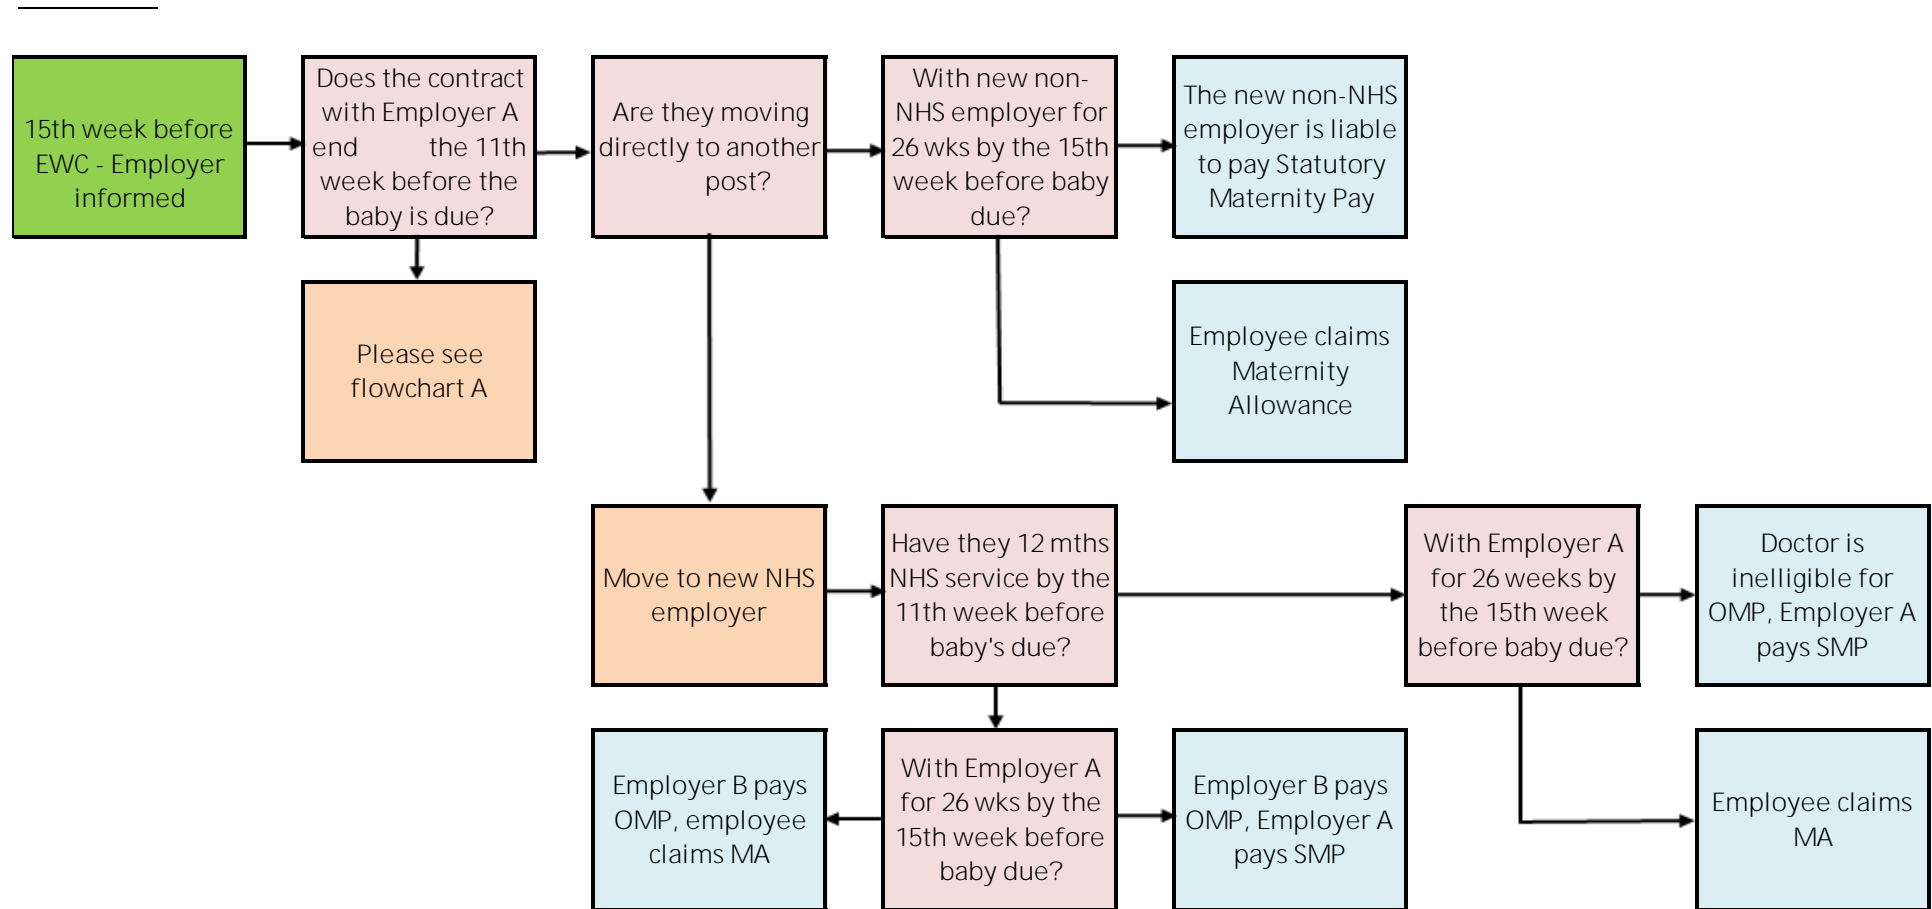 15th week before
EWC - Employer
informed
Does the contract
with Employer A
end the 11th
week before the
baby is due?
Are they moving
directly to another
post?
With new non-
NHS employer for
26 wks by the 15th
week before baby
due?
The new non-NHS
employer is liable
to pay Statutory
Maternity Pay
Please see
flowchart A
Employee claims
Maternity
Allowance
Move to new NHS
employer
Have they 12 mths
NHS service by the
11th week before
baby's due?
With Employer A
for 26 weeks by
the 15th week
before baby due?
Doctor is
inelligible for
OMP, Employer A
pays SMP
Employer B pays
OMP, employee
claims MA
With Employer A
for 26 wks by the
15th week before
baby due?
Employer B pays
OMP, Employer A
pays SMP
Employee claims
MA